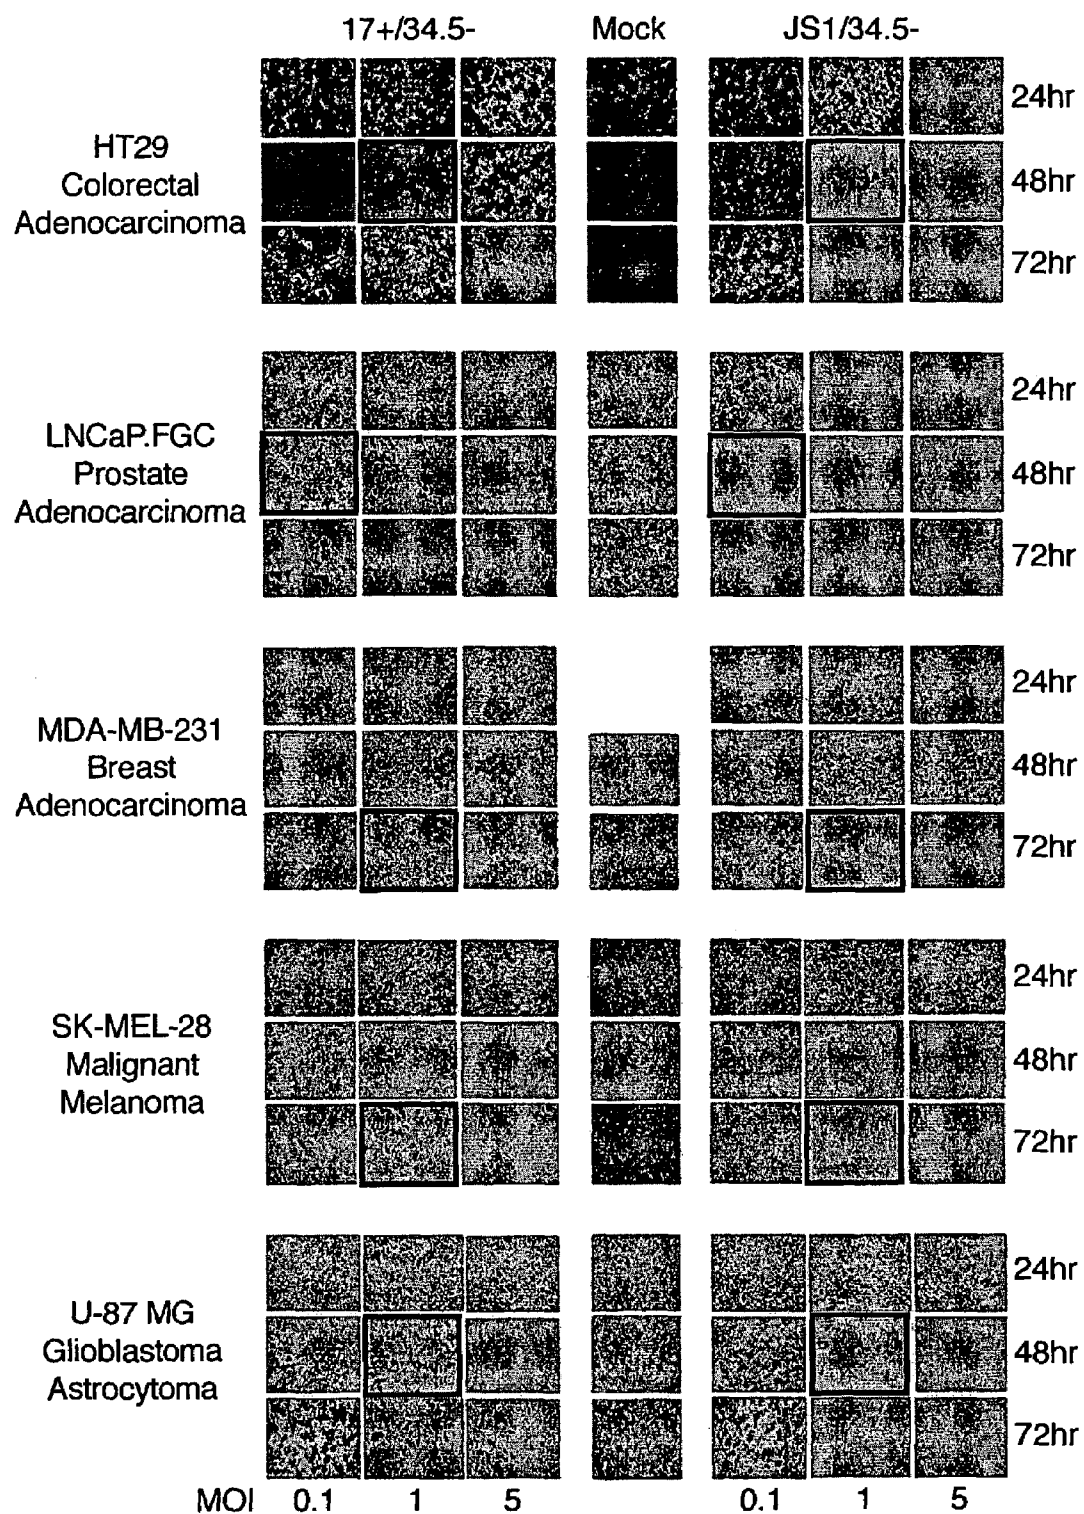 17+/34.5- Mock JS1/34.5-
24hr
HT29
Colorectal
Adenocarcinoma
48hr
72hr
24hr
LNCaP.FGC
Prostate
Adenocarcinoma
48hr
72hr
24hr
MDA-MB-231
Breast
Adenocarcinoma
48hr
72hr
24hr
SK-MEL-28
Malignant
Melanoma
48hr
72hr
24hr
U-87 MG
Glioblastoma
Astrocytoma
48hr
72hr
MOI 0.1 1 5 0.1 1 5